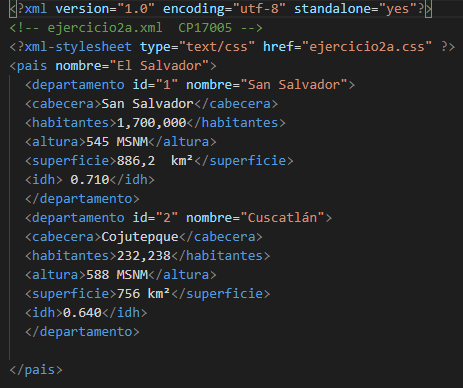 <?xml version="1.0" encoding="utf-8" standalone="yes"?>
<!-- ejercicio2a.xml  CP17005 -->
<?xml-stylesheet type="text/css" href="ejercicio2a.css" ?>
<pais nombre="El Salvador">
  <departamento id="1" nombre="San Salvador">
  <cabecera>San Salvador</cabecera>
  <habitantes>1,700,000</habitantes>
  <altura>545 MSNM</altura>
  <superficie>886,2  km²</superficie>
  <idh> 0.710</idh>
  </departamento>
  <departamento id="2" nombre="Cuscatlán">
  <cabecera>Cojutepque</cabecera>
  <habitantes>232,238</habitantes>
  <altura>588 MSNM</altura>
  <superficie>756 km²</superficie>
  <idh>0.640</idh>
  </departamento>

</pais>